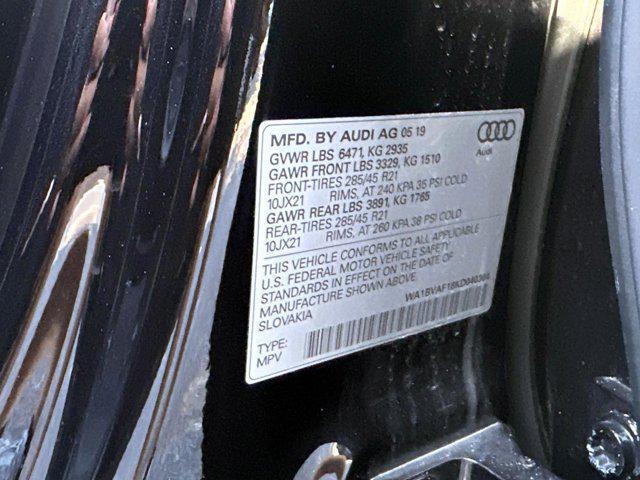 MFD. BY AUDI AG 05 19
GVWR LBS 6471, KG 2935
GAWR FRONT LBS 3329, KG 1510
FRONT-TIRES 285/45 R21
10JX21 RIMS, AT 240 KPA 35 PSI COLD
GAWR REAR LBS 3891, KG 1765
REAR-TIRES 285/45 R21
10JX21 RIMS, AT 260 KPA 38 PSI COLD
THIS VEHICLE CONFORMS TO ALL APPLICABLE
U.S. FEDERAL MOTOR VEHICLE SAFETY
STANDARDS IN EFFECT ON THE DATE OF
MANUFACTURE SHOWN ABOVE.
SLOVAKIA
TYPE:
MPV
Audi